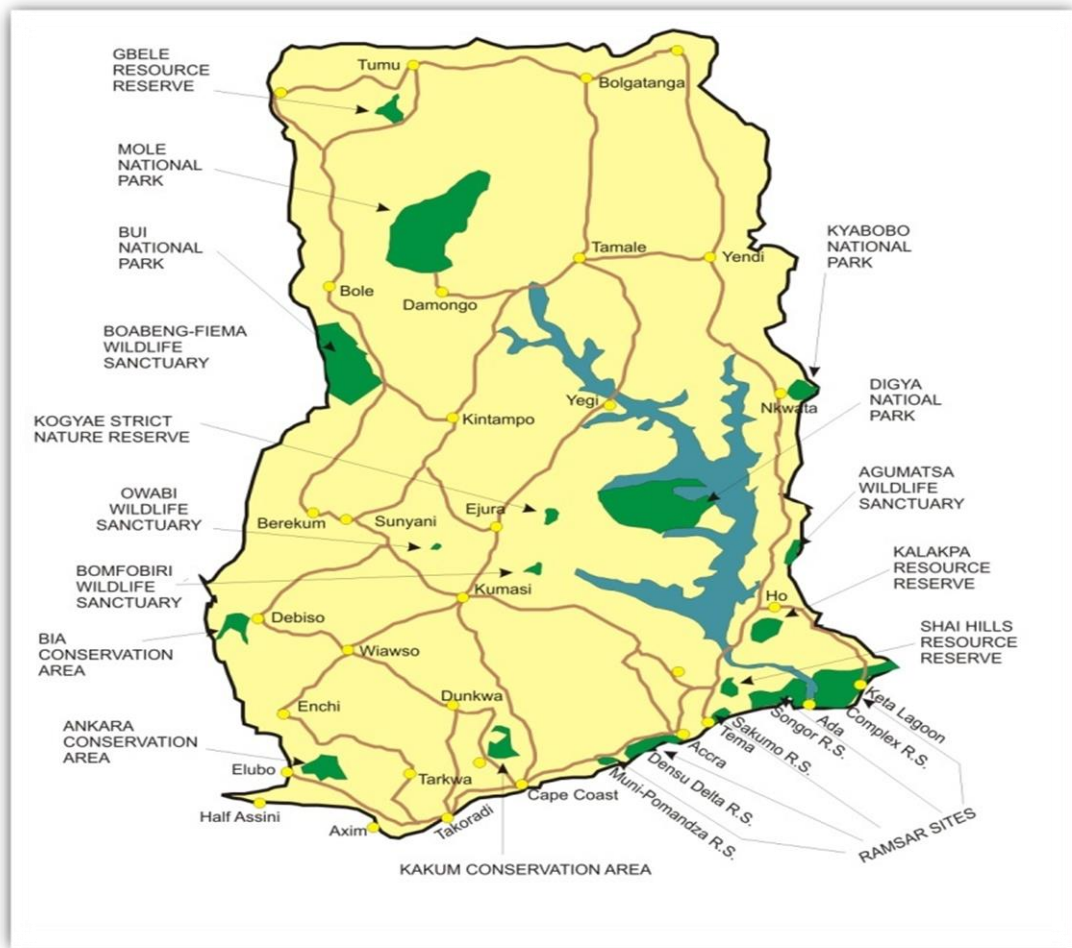 GBELE
RESOURCE
RESERVE
Tumu
Bolgatanga
MOLE
NATIONAL
PARK
BUI
NATIONAL
PARK
KYABOBO
NATIONAL
PARK
Tamale
Yendi
Bole
Damongo
BOABENG-FIEMA
WILDLIFE
SANCTUARY
DIGYA
NATIOAL
PARK
Yegi
Nkwata
Kintampo
KOGYAE STRICT
NATURE RESERVE
AGUMATSA
WILDLIFE
SANCTUARY
OWABI
WILDLIFE
SANCTUARY
Berekum
Sunyani
Ejura
KALAKPA
RESOURCE
RESERVE
BOMFOBIRI
WILDLIFE
SANCTUARY
Kumasi
Ho
Debiso
SHAI HILLS
RESOURCE
RESERVE
BIA
CONSERVATION
AREA
Wiawso
Enchi
Dunkwa
ANKARA
CONSERVATION
AREA
Elubo
Tarkwa
Half Assini
Axim
Takoradi
Cape Coast
Accra
Tema
Ada
Keta Lagoon
Complex R.S.
Songor R.S.
Sakumo R.S.
Densu Delta R.S.
Muni-Pomandza R.S.
RAMSAR SITES
KAKUM CONSERVATION AREA